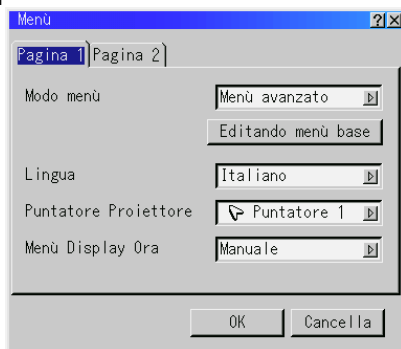 Menù
Pagina 1 Pagina 2
Modo menù Menù avanzato
Editando menù base
Lingua Italiano
Puntatore Proiettore Puntatore 1
Menù Display Ora Manuale
OK Cancella